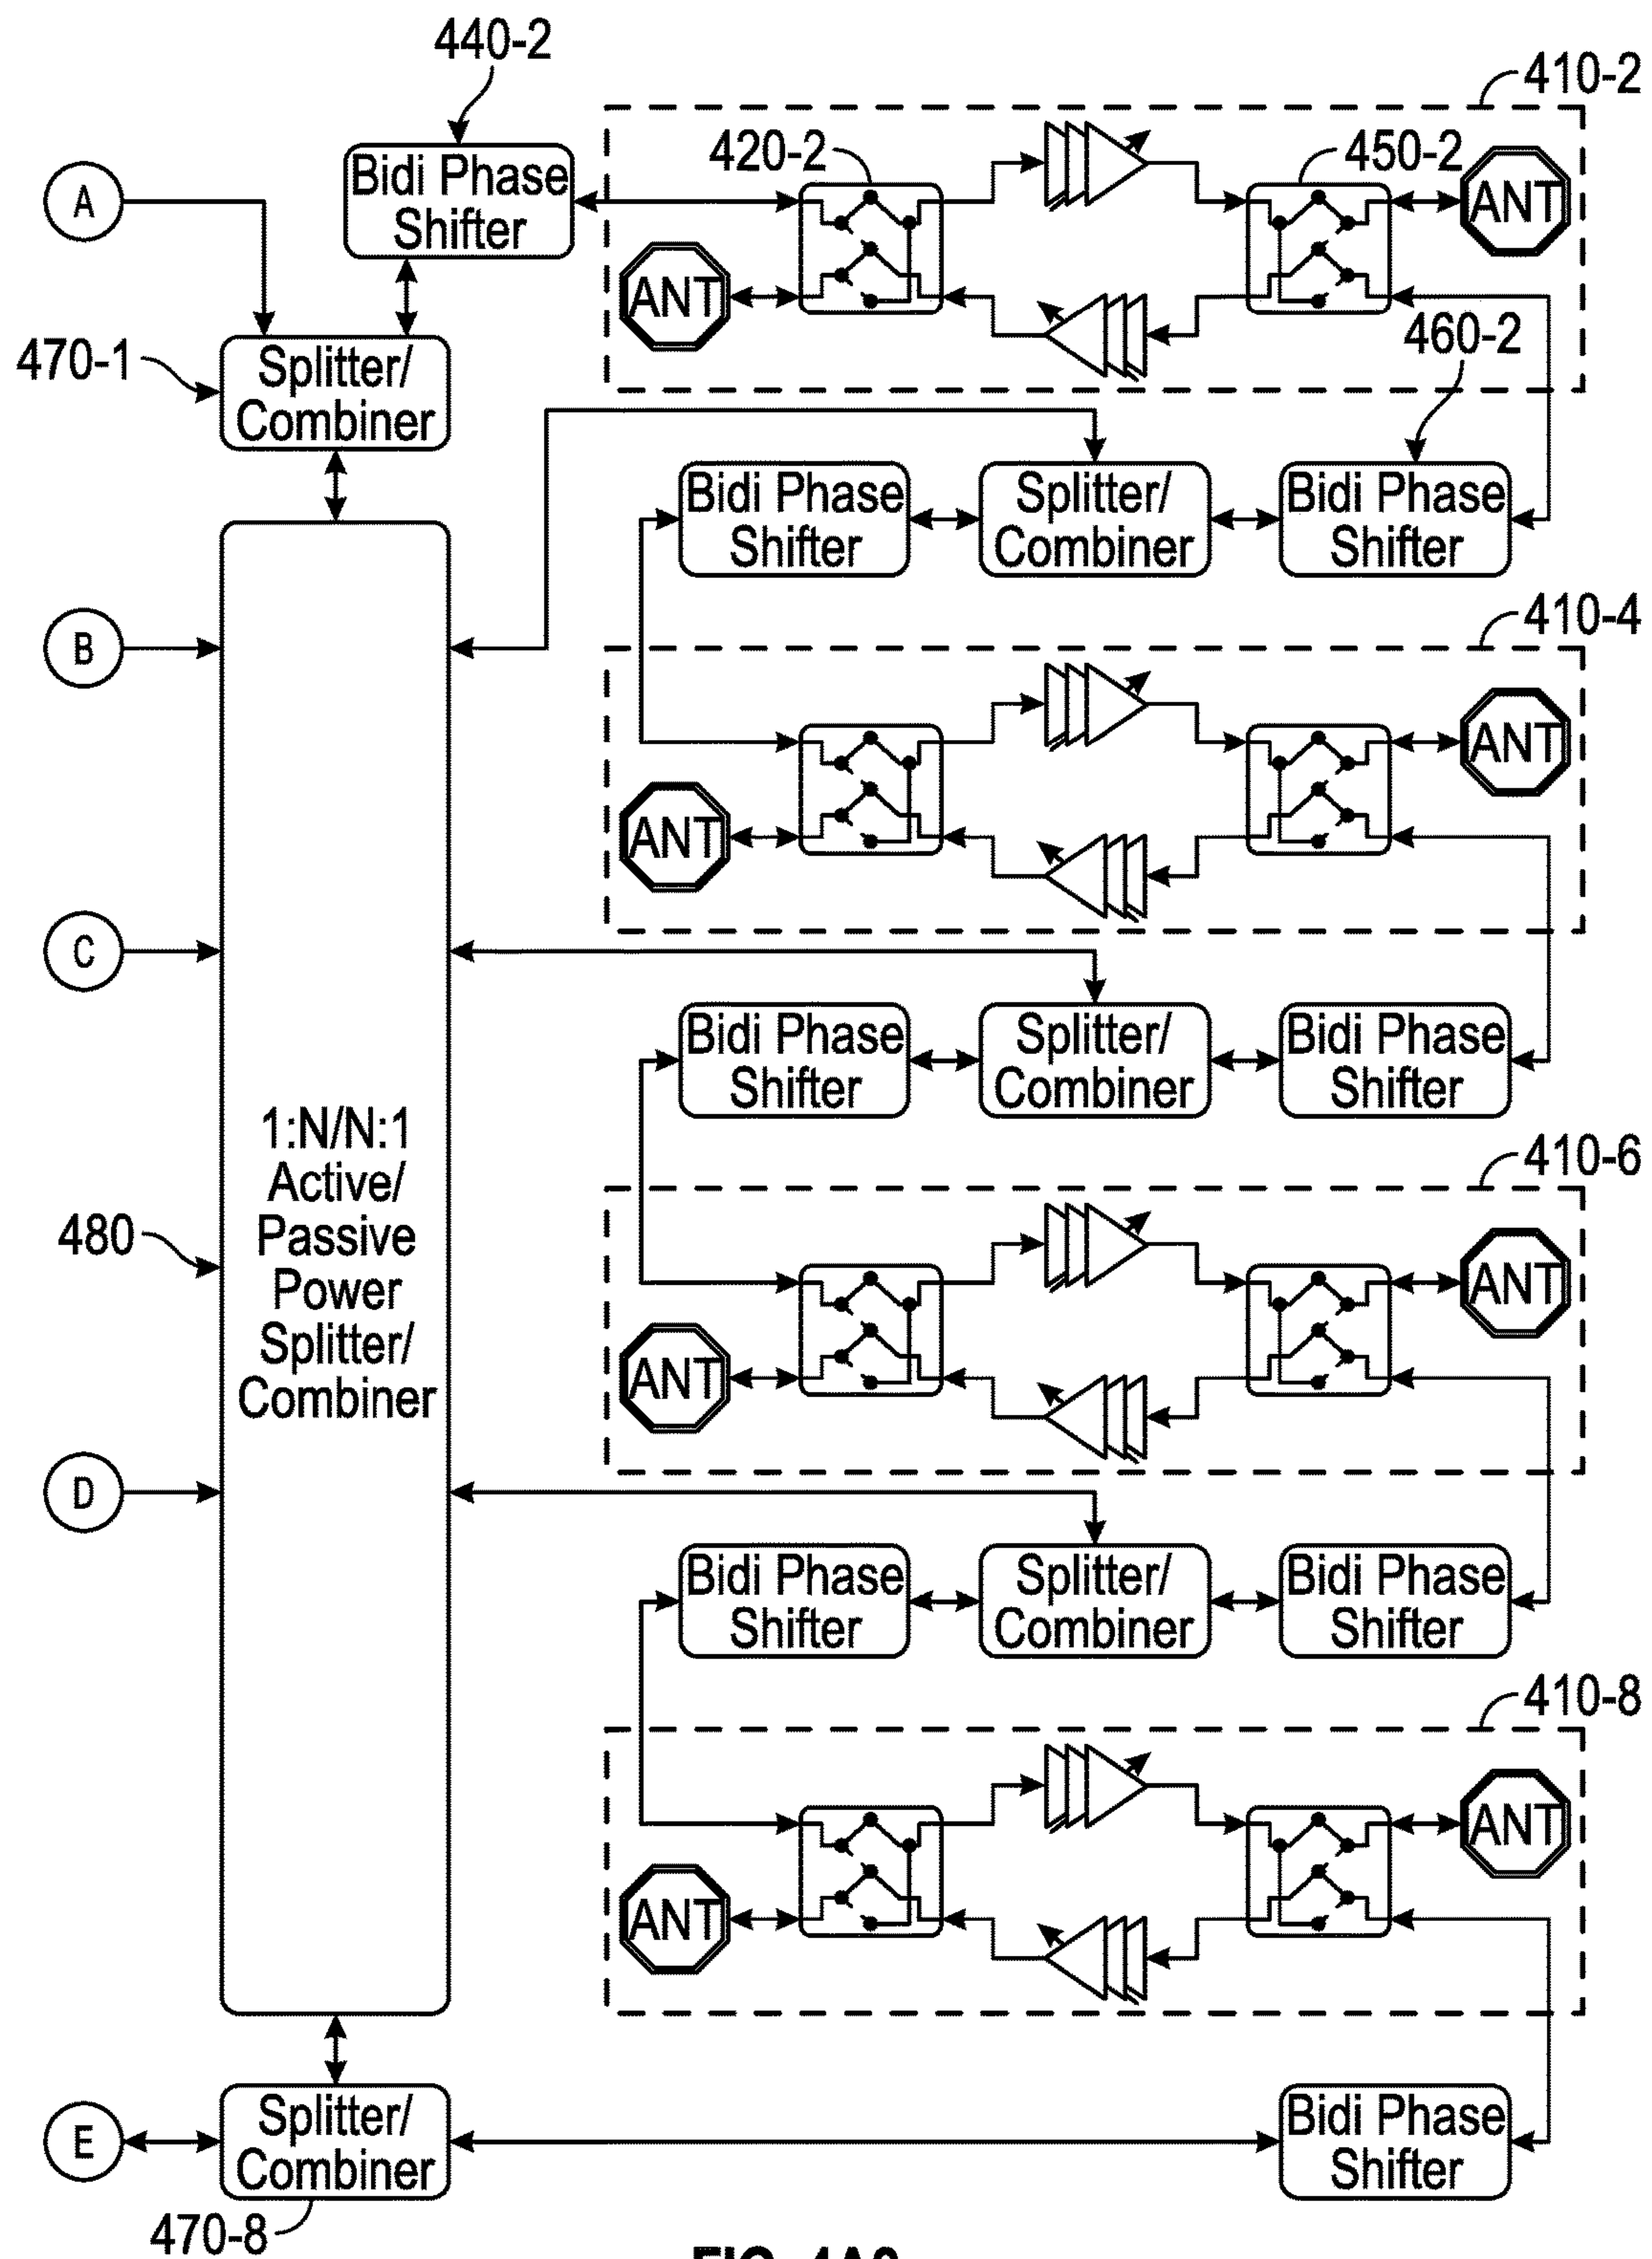 440-2
410-2
420-2
450-2
A
Bidi Phase
Shifter
ANT
ANT
470-1
Splitter/
Combiner
460-2
Bidi Phase
Shifter
Splitter/
Combiner
Bidi Phase
Shifter
B
410-4
ANT
ANT
C
Bidi Phase
Shifter
Splitter/
Combiner
Bidi Phase
Shifter
480
1:N/N:1
Active/
Passive
Power
Splitter/
Combiner
410-6
ANT
ANT
D
Bidi Phase
Shifter
Splitter/
Combiner
Bidi Phase
Shifter
410-8
ANT
ANT
E
Splitter/
Combiner
Bidi Phase
Shifter
470-8